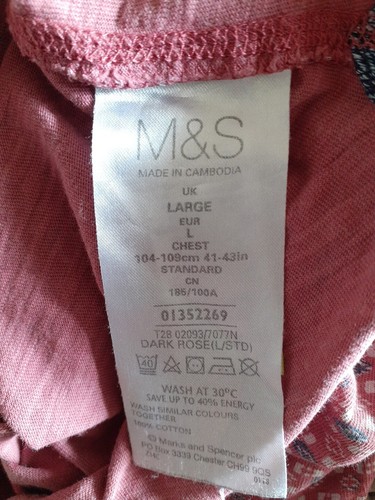 M&S
MADE IN CAMBODIA
UK
LARGE
EUR
L
CHEST
104-109cm 41-43in
STANDARD
CN
185/100A
01352269
T28 02093/7077N
DARK ROSE(L/STD)
40
WASH AT 30°C
SAVE UP TO 40% ENERGY
WASH SIMILAR COLOURS
TOGETHER
100% COTTON
© Marks and Spencer plc
PO Box 3339 Chester CH99 9QS
UK